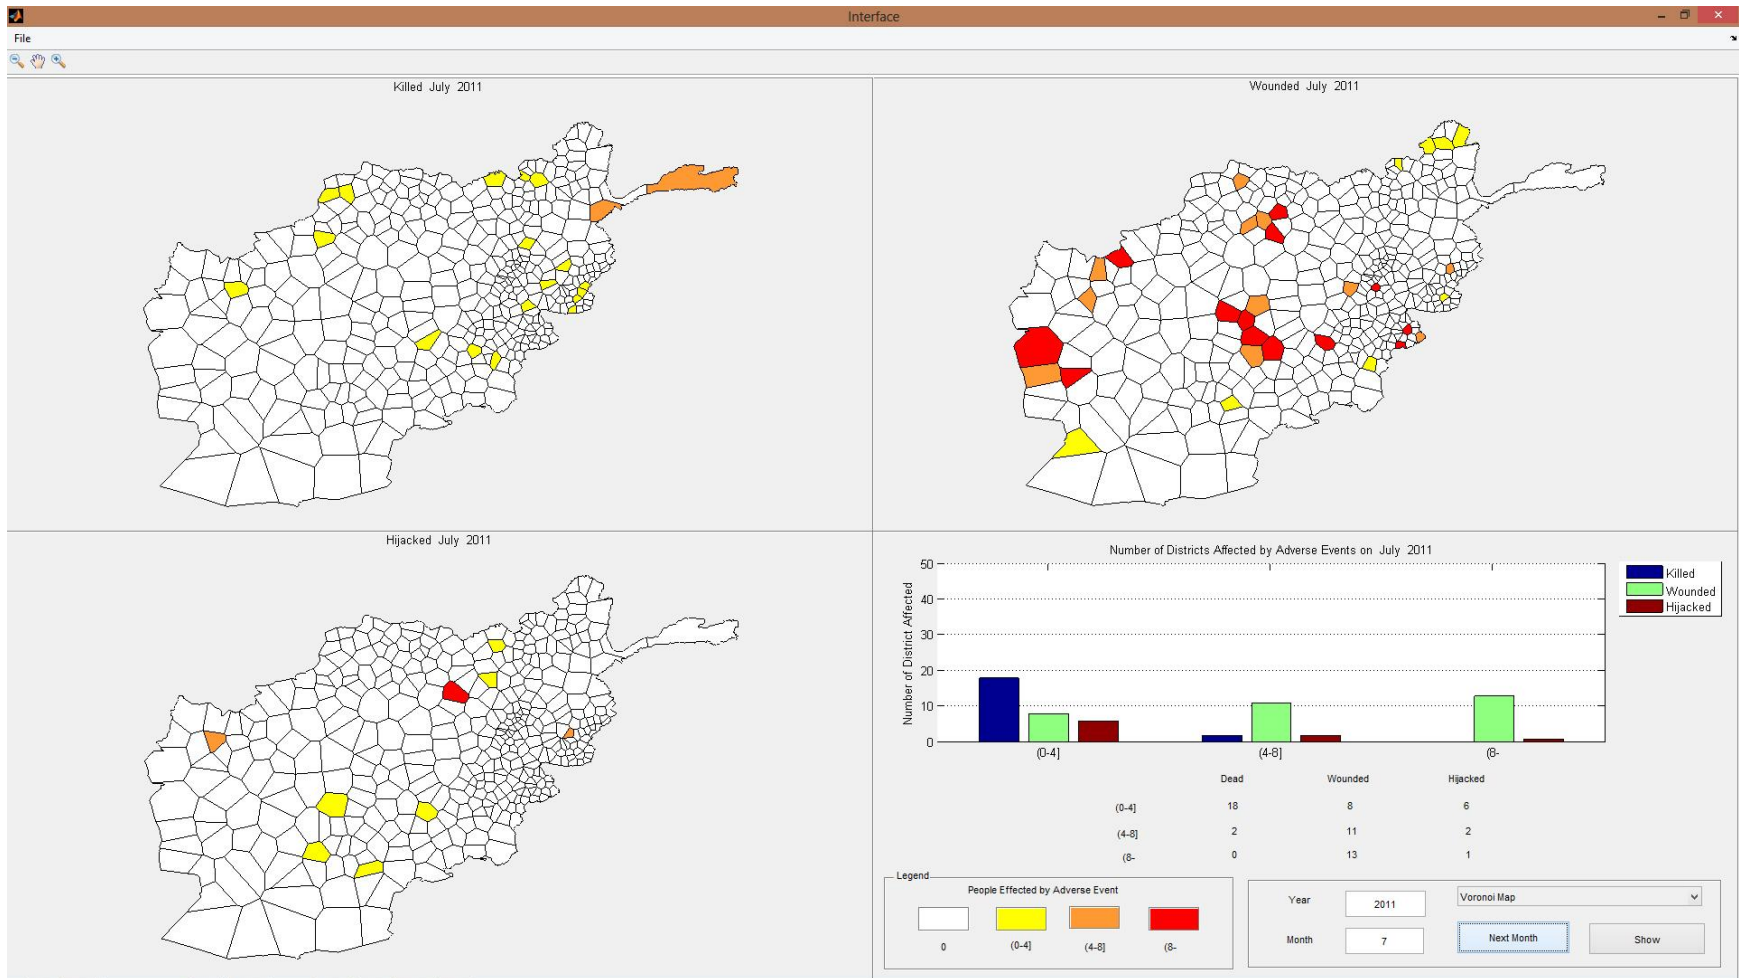 Interface
File
Killed July 2011
Wounded July 2011
Hijacked July 2011
Number of Districts Affected by Adverse Events on July 2011
Number of District Affected
50
40
30
20
10
0
(0-4]
(4-8]
(8-
Killed
Wounded
Hijacked
Dead Wounded Hijacked
(0-4] 18 8 6
(4-8] 2 11 2
(8- 0 13 1
Legend
People Effected by Adverse Event
0 (0-4] (4-8] (8-
Year 2011 Voronoi Map
Month 7 Next Month Show